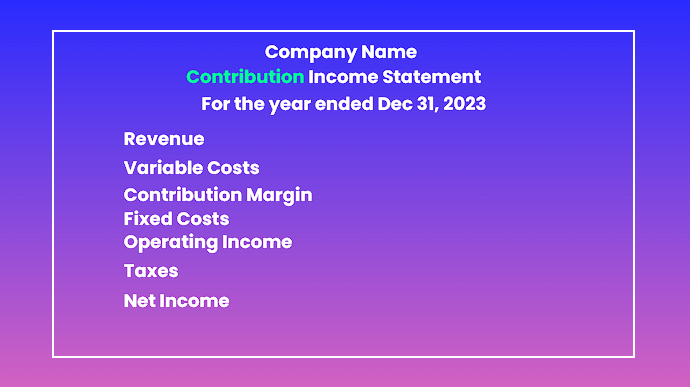 Company Name
Contribution Income Statement
For the year ended Dec 31, 2023
Revenue
Variable Costs
Contribution Margin
Fixed Costs
Operating Income
Taxes
Net Income